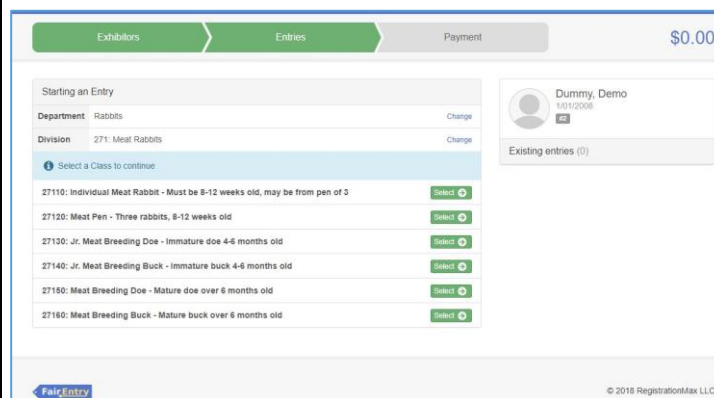 Exhibitors
Entries
Payment
$0.00
Starting an Entry
Department Rabbits Change
Division 271: Meat Rabbits Change
Select a Class to continue
27110: Individual Meat Rabbit - Must be 8-12 weeks old, may be from pen of 3 Select
27120: Meat Pen - Three rabbits, 8-12 weeks old Select
27130: Jr. Meat Breeding Doe - Immature doe 4-6 months old Select
27140: Jr. Meat Breeding Buck - Immature buck 4-6 months old Select
27150: Meat Breeding Doe - Mature doe over 6 months old Select
27160: Meat Breeding Buck - Mature buck over 6 months old Select
Dummy, Demo
1/01/2008
#2
Existing entries (0)
FairEntry
© 2018 RegistrationMax LLC